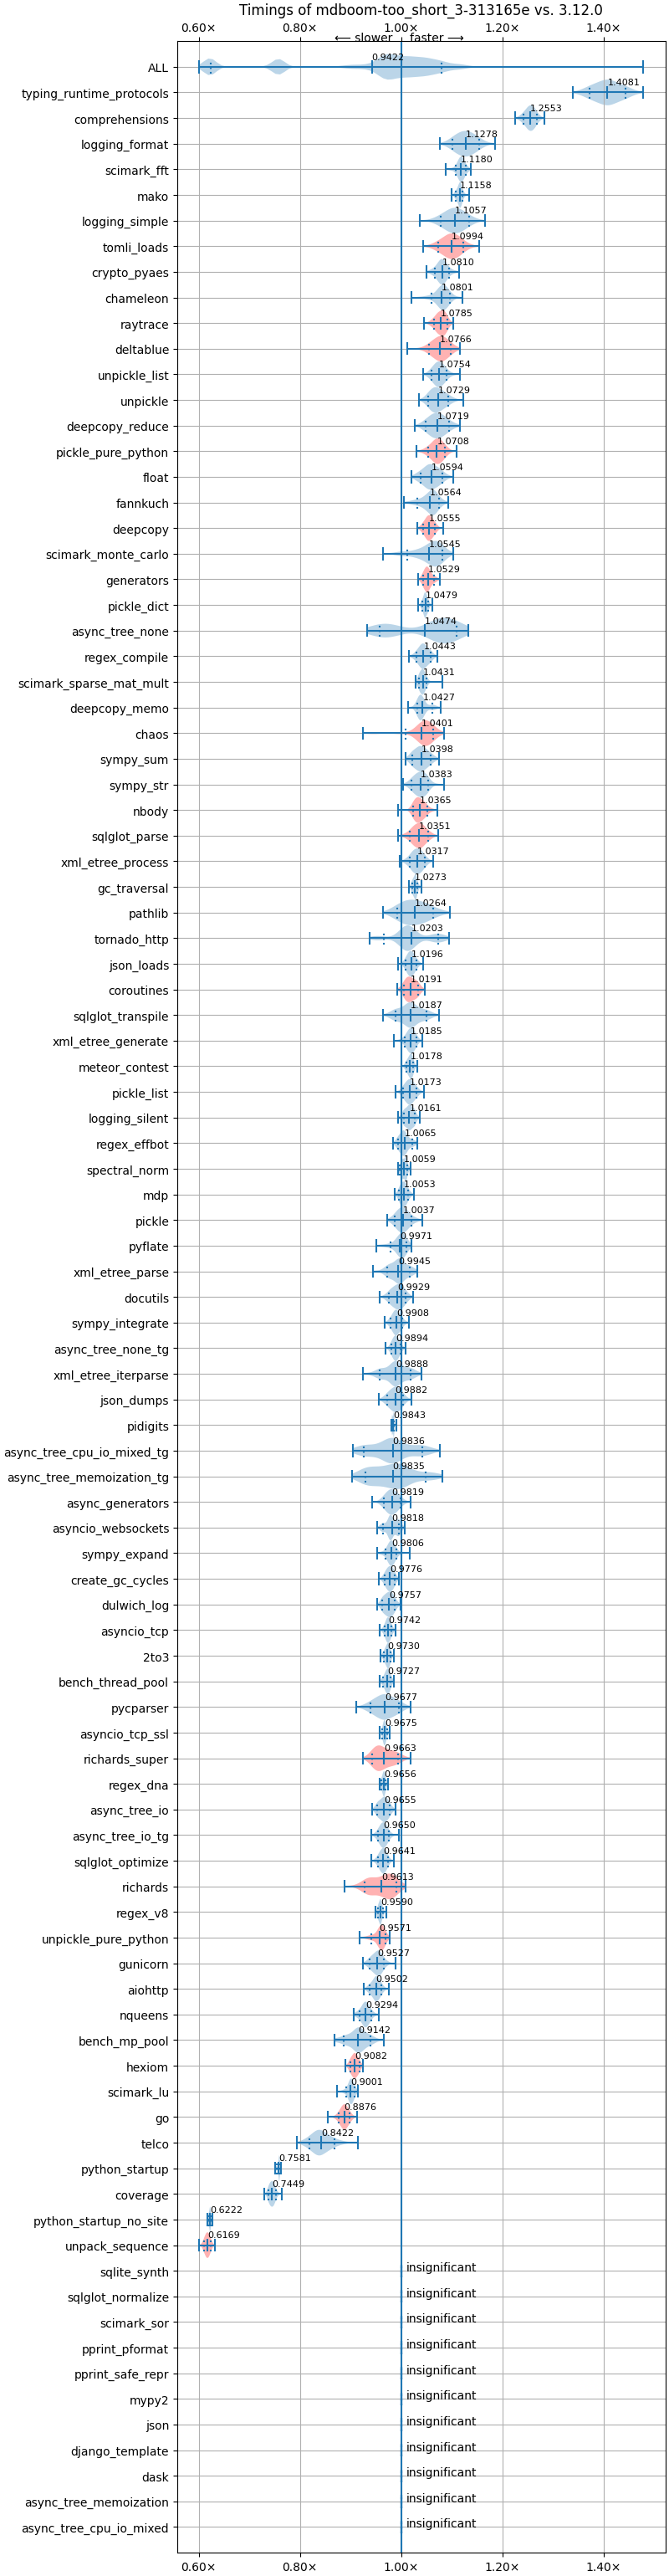 Timings of mdboom-too_short_3-313165e vs. 3.12.0
0.60× 0.80× 1.00× 1.20× 1.40×
⟵ slower faster ⟶
ALL 0.9422
typing_runtime_protocols 1.4081
comprehensions 1.2553
logging_format 1.1278
scimark_fft 1.1180
mako 1.1158
logging_simple 1.1057
tomli_loads 1.0994
crypto_pyaes 1.0810
chameleon 1.0801
raytrace 1.0785
deltablue 1.0766
unpickle_list 1.0754
unpickle 1.0729
deepcopy_reduce 1.0719
pickle_pure_python 1.0708
float 1.0594
fannkuch 1.0564
deepcopy 1.0555
scimark_monte_carlo 1.0545
generators 1.0529
pickle_dict 1.0479
async_tree_none 1.0474
regex_compile 1.0443
scimark_sparse_mat_mult 1.0431
deepcopy_memo 1.0427
chaos 1.0401
sympy_sum 1.0398
sympy_str 1.0383
nbody 1.0365
sqlglot_parse 1.0351
xml_etree_process 1.0317
gc_traversal 1.0273
pathlib 1.0264
tornado_http 1.0203
json_loads 1.0196
coroutines 1.0191
sqlglot_transpile 1.0187
xml_etree_generate 1.0185
meteor_contest 1.0178
pickle_list 1.0173
logging_silent 1.0161
regex_effbot 1.0065
spectral_norm 1.0059
mdp 1.0053
pickle 1.0037
pyflate 0.9971
xml_etree_parse 0.9945
docutils 0.9929
sympy_integrate 0.9908
async_tree_none_tg 0.9894
xml_etree_iterparse 0.9888
json_dumps 0.9882
pidigits 0.9843
async_tree_cpu_io_mixed_tg 0.9836
async_tree_memoization_tg 0.9835
async_generators 0.9819
asyncio_websockets 0.9818
sympy_expand 0.9806
create_gc_cycles 0.9776
dulwich_log 0.9757
asyncio_tcp 0.9742
2to3 0.9730
bench_thread_pool 0.9727
pycparser 0.9677
asyncio_tcp_ssl 0.9675
richards_super 0.9663
regex_dna 0.9656
async_tree_io 0.9655
async_tree_io_tg 0.9650
sqlglot_optimize 0.9641
richards 0.9613
regex_v8 0.9590
unpickle_pure_python 0.9571
gunicorn 0.9527
aiohttp 0.9502
nqueens 0.9294
bench_mp_pool 0.9142
hexiom 0.9082
scimark_lu 0.9001
go 0.8876
telco 0.8422
python_startup 0.7581
coverage 0.7449
python_startup_no_site 0.6222
unpack_sequence 0.6169
sqlite_synth insignificant
sqlglot_normalize insignificant
scimark_sor insignificant
pprint_pformat insignificant
pprint_safe_repr insignificant
mypy2 insignificant
json insignificant
django_template insignificant
dask insignificant
async_tree_memoization insignificant
async_tree_cpu_io_mixed insignificant
0.60× 0.80× 1.00× 1.20× 1.40×